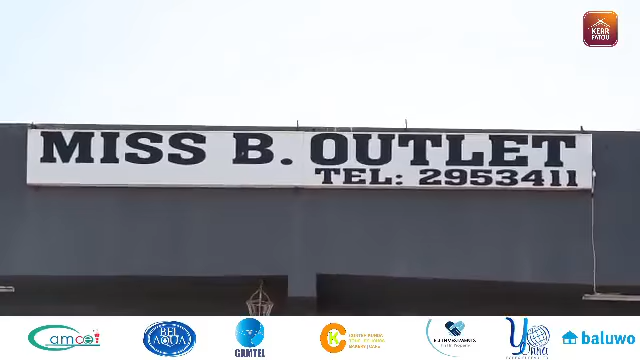 KERR
FATOU
MISS B. OUTLET
TEL: 2953411
amcel
BEL
AQUA
GAMTEL
K
baluwo